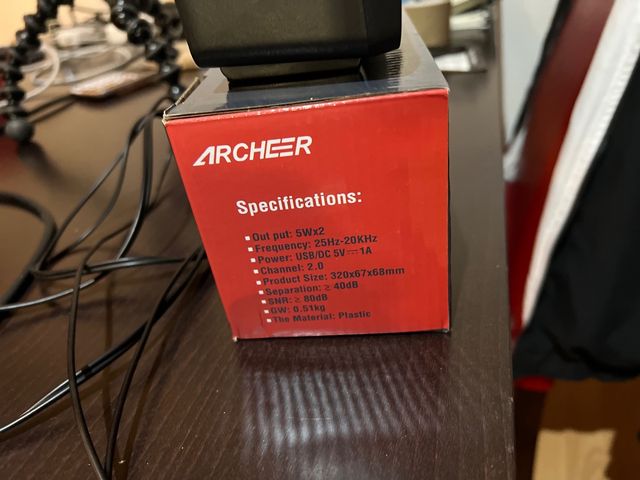 ARCHEER
Specifications:
▪Out put: 5Wx2
▪Frequency: 25Hz-20KHz
▪Power: USB/DC 5V⎓1A
▪Channel: 2.0
▪Product Size: 320x67x68mm
▪Separation: ≥ 40dB
▪SNR: ≥ 80dB
▪GW: 0.51kg
▪The Material: Plastic